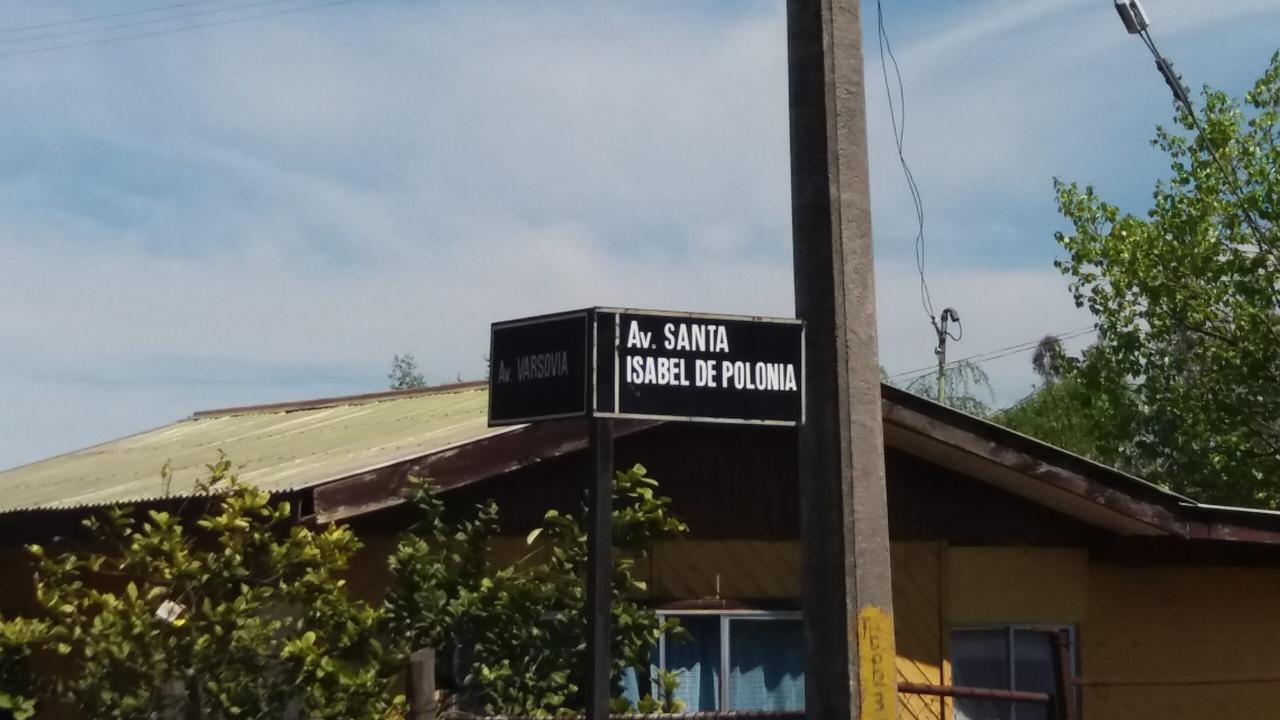 Av. VARSOVIA
Av. SANTA
ISABEL DE POLONIA